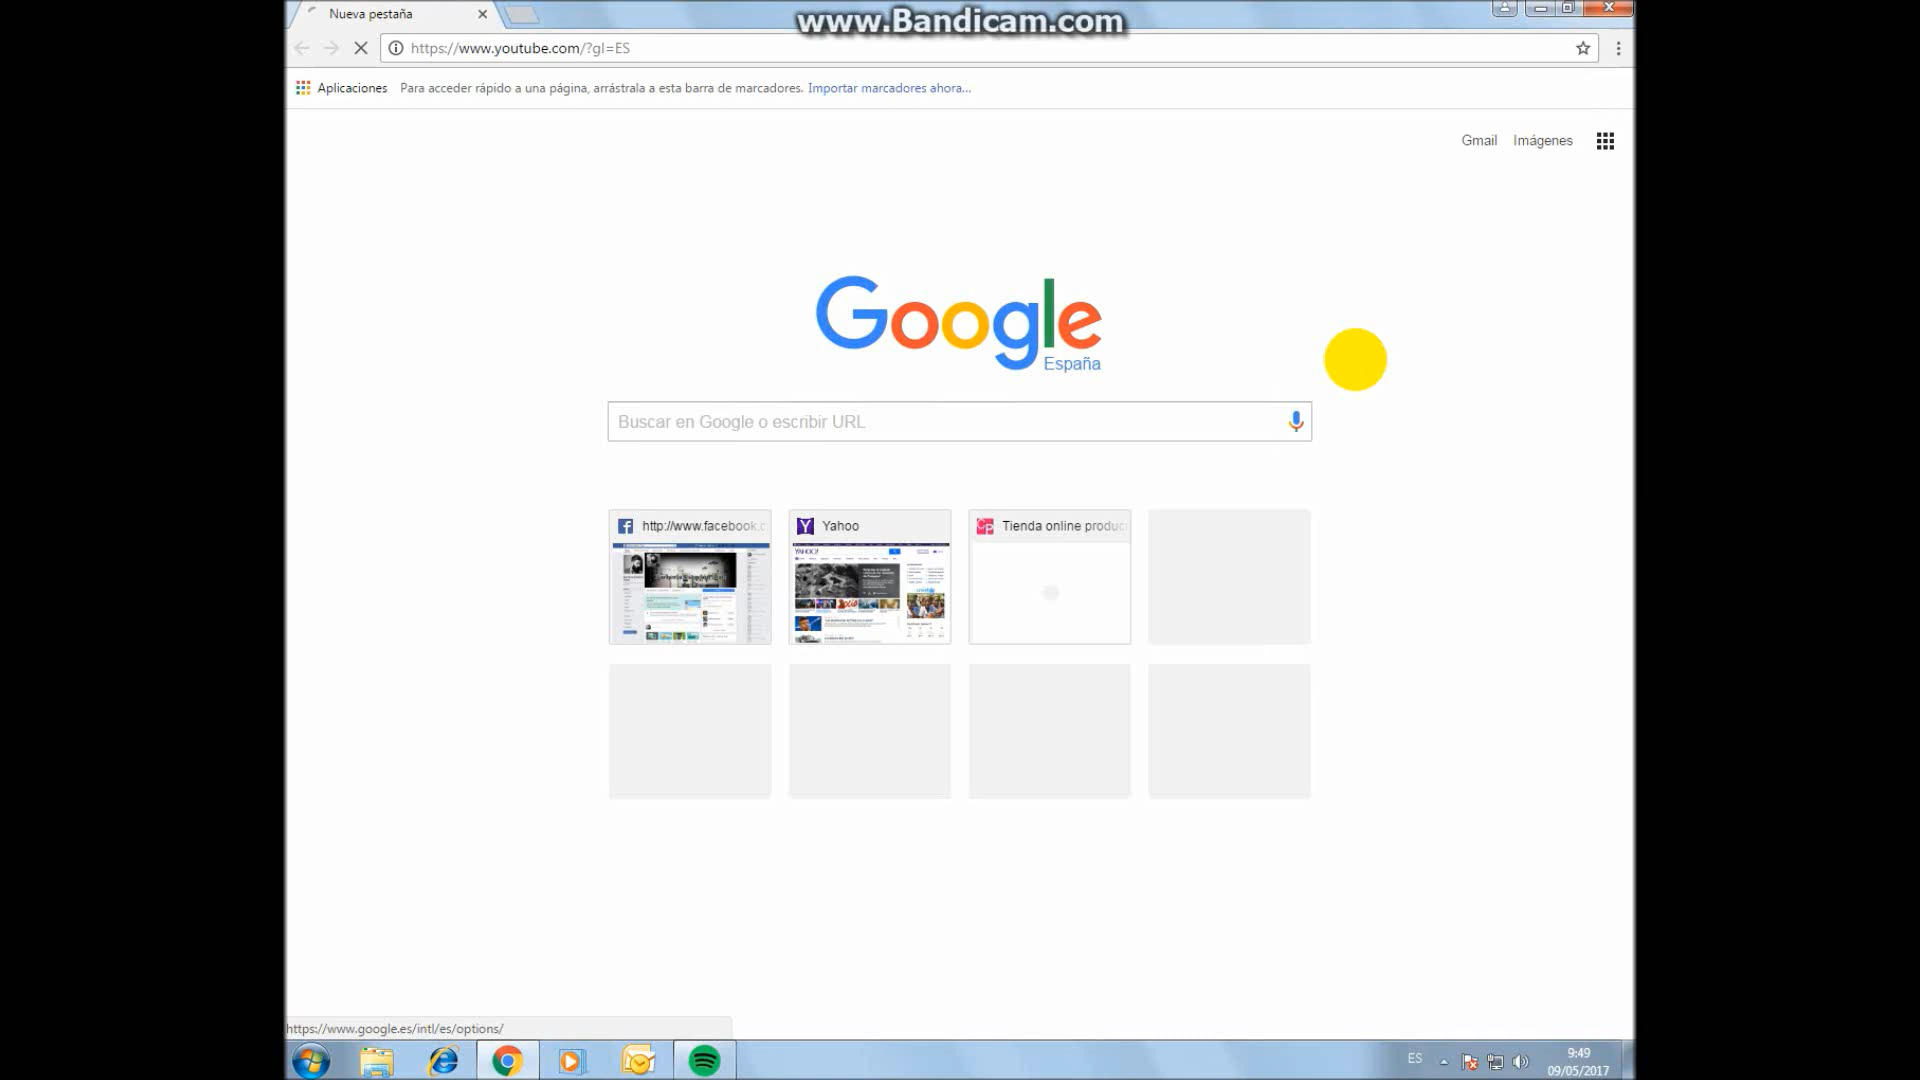 www.Bandicam.com
Nueva pestaña
https://www.youtube.com/?gl=ES
Aplicaciones Para acceder rápido a una página, arrástrala a esta barra de marcadores. Importar marcadores ahora...
Gmail Imágenes
Google
España
Buscar en Google o escribir URL
http://www.facebook.c Yahoo Tienda online produc
YAHOO!
https://www.google.es/intl/es/options/
ES
9:49
09/05/2017